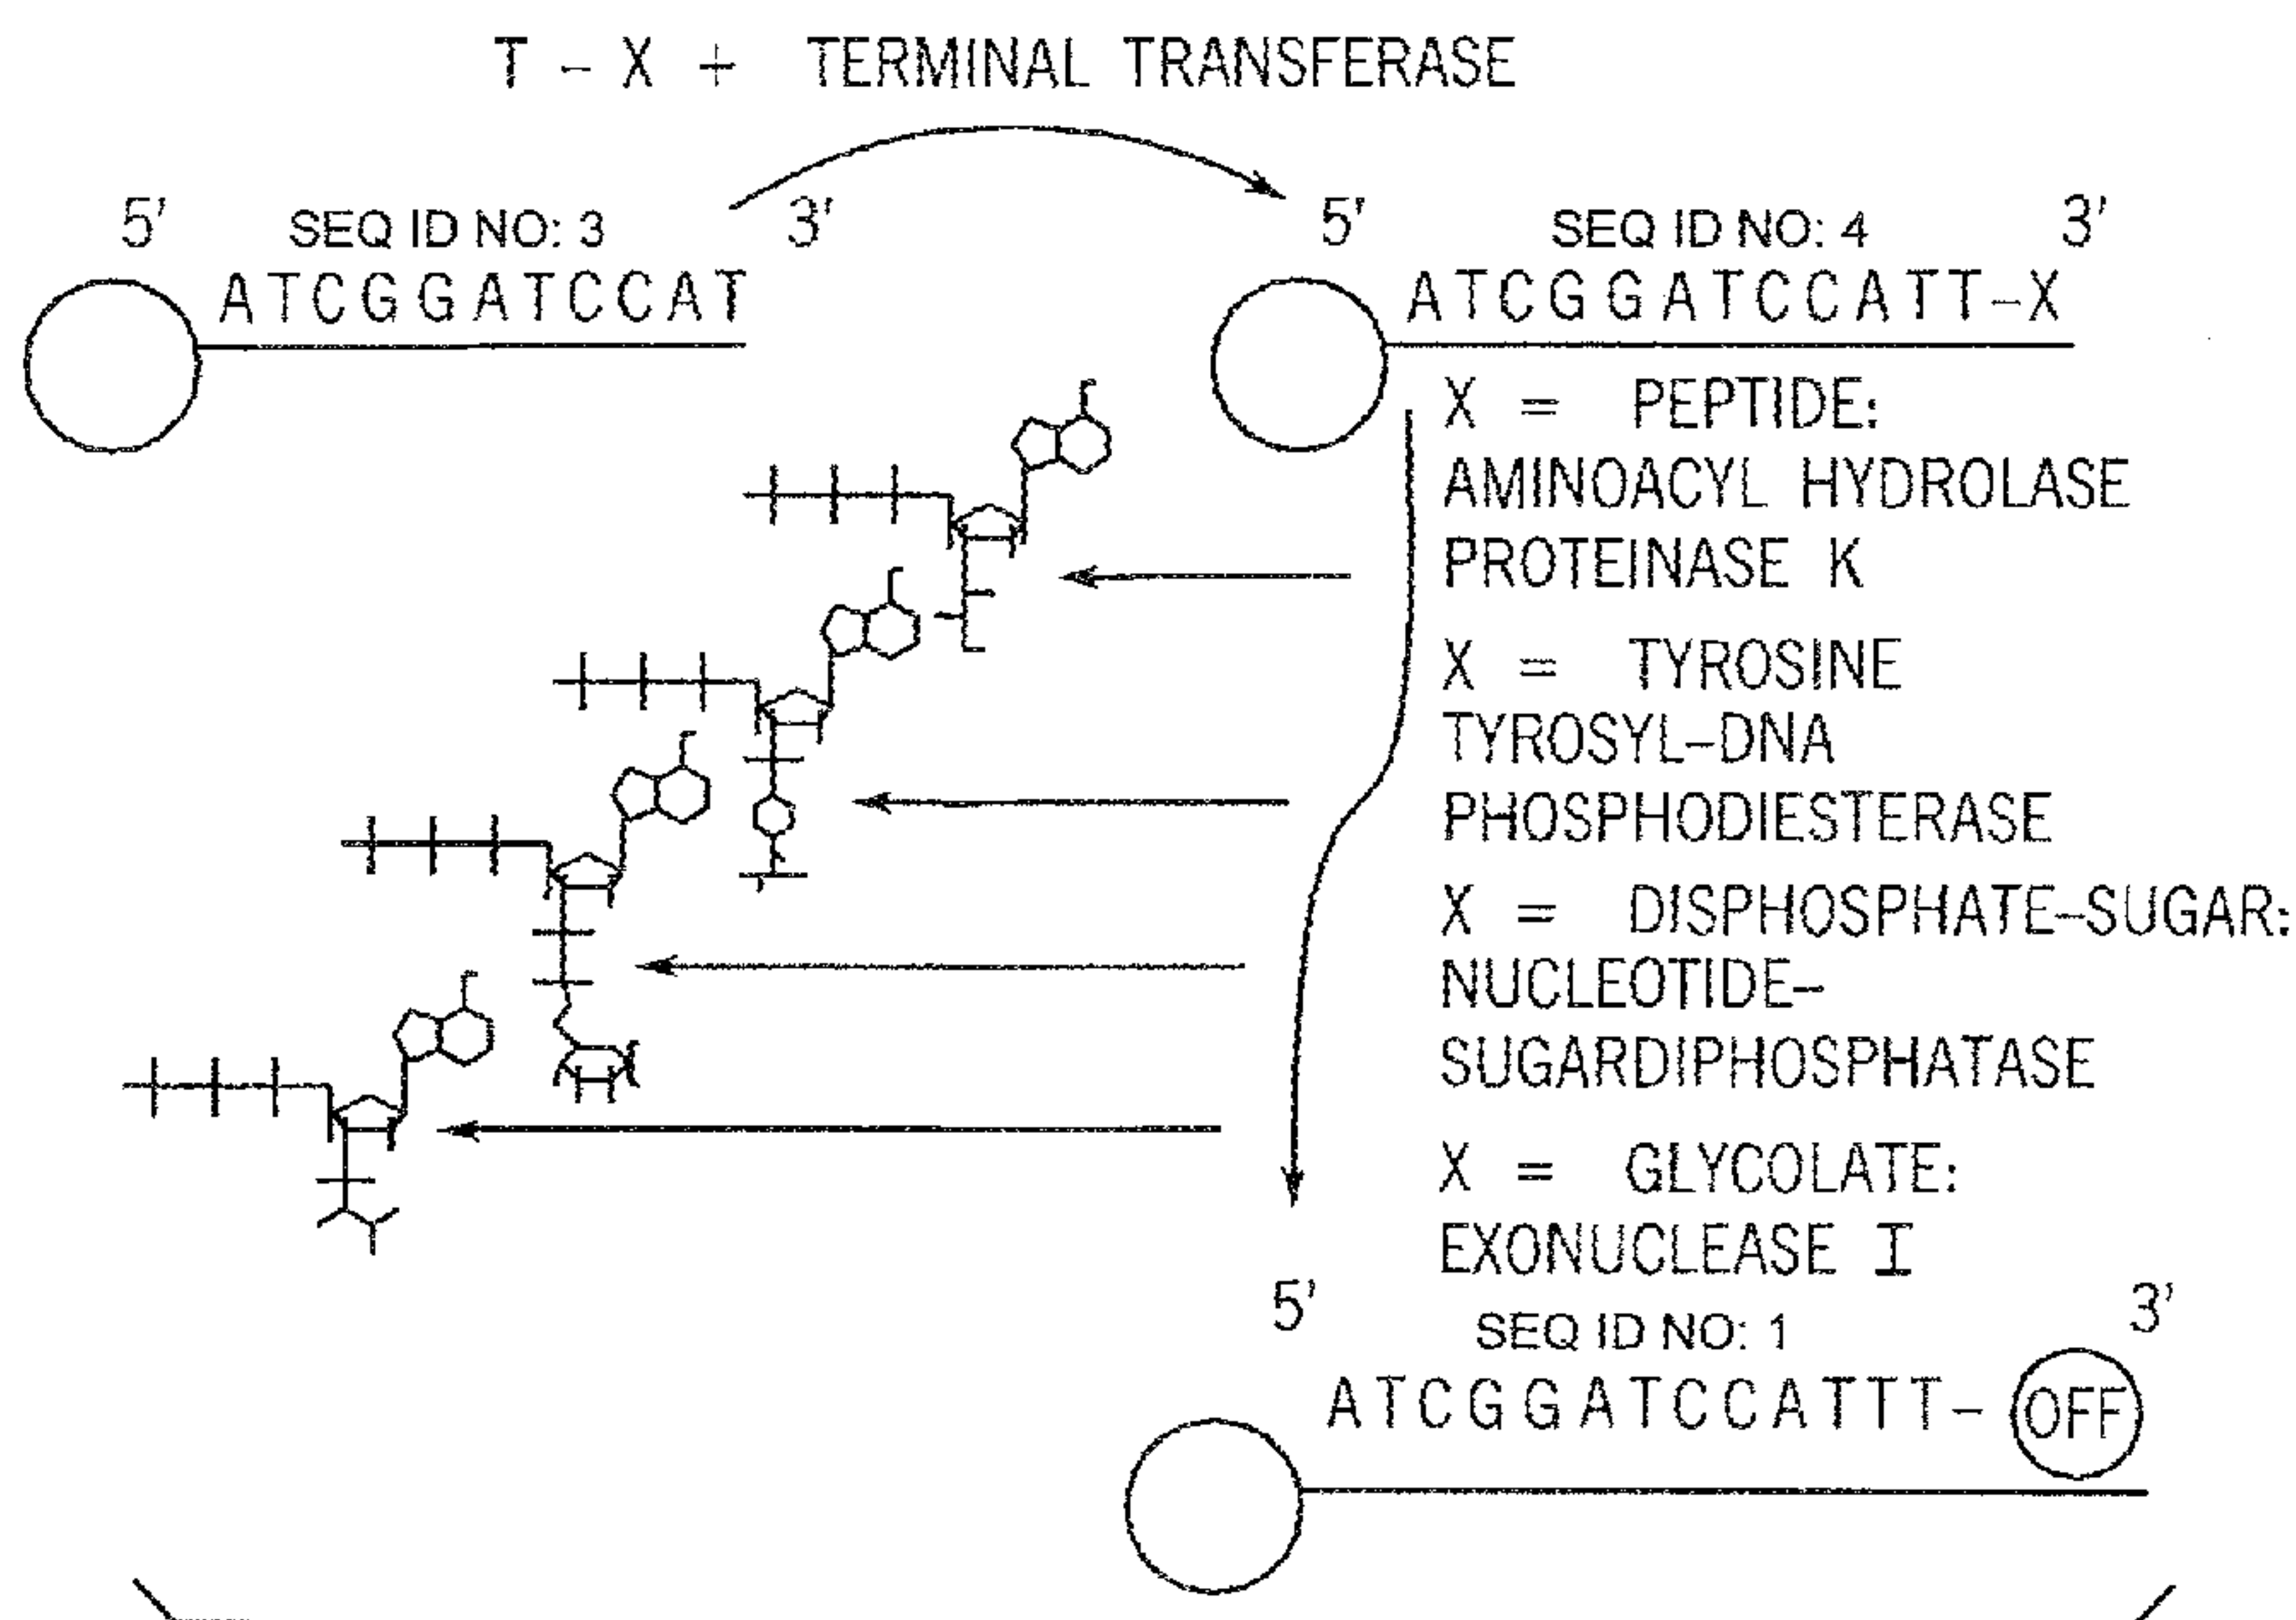 T - X + TERMINAL TRANSFERASE
5' SEQ ID NO: 3 3'
ATCGGATCCAT
5' SEQ ID NO: 4 3'
ATCGGATCCATT-X
X = PEPTIDE:
AMINOACYL HYDROLASE
PROTEINASE K
X = TYROSINE
TYROSYL-DNA
PHOSPHODIESTERASE
X = DISPHOSPHATE-SUGAR:
NUCLEOTIDE-
SUGARDIPHOSPHATASE
X = GLYCOLATE:
EXONUCLEASE I
5' SEQ ID NO: 1 3'
ATCGGATCCATTT- OFF